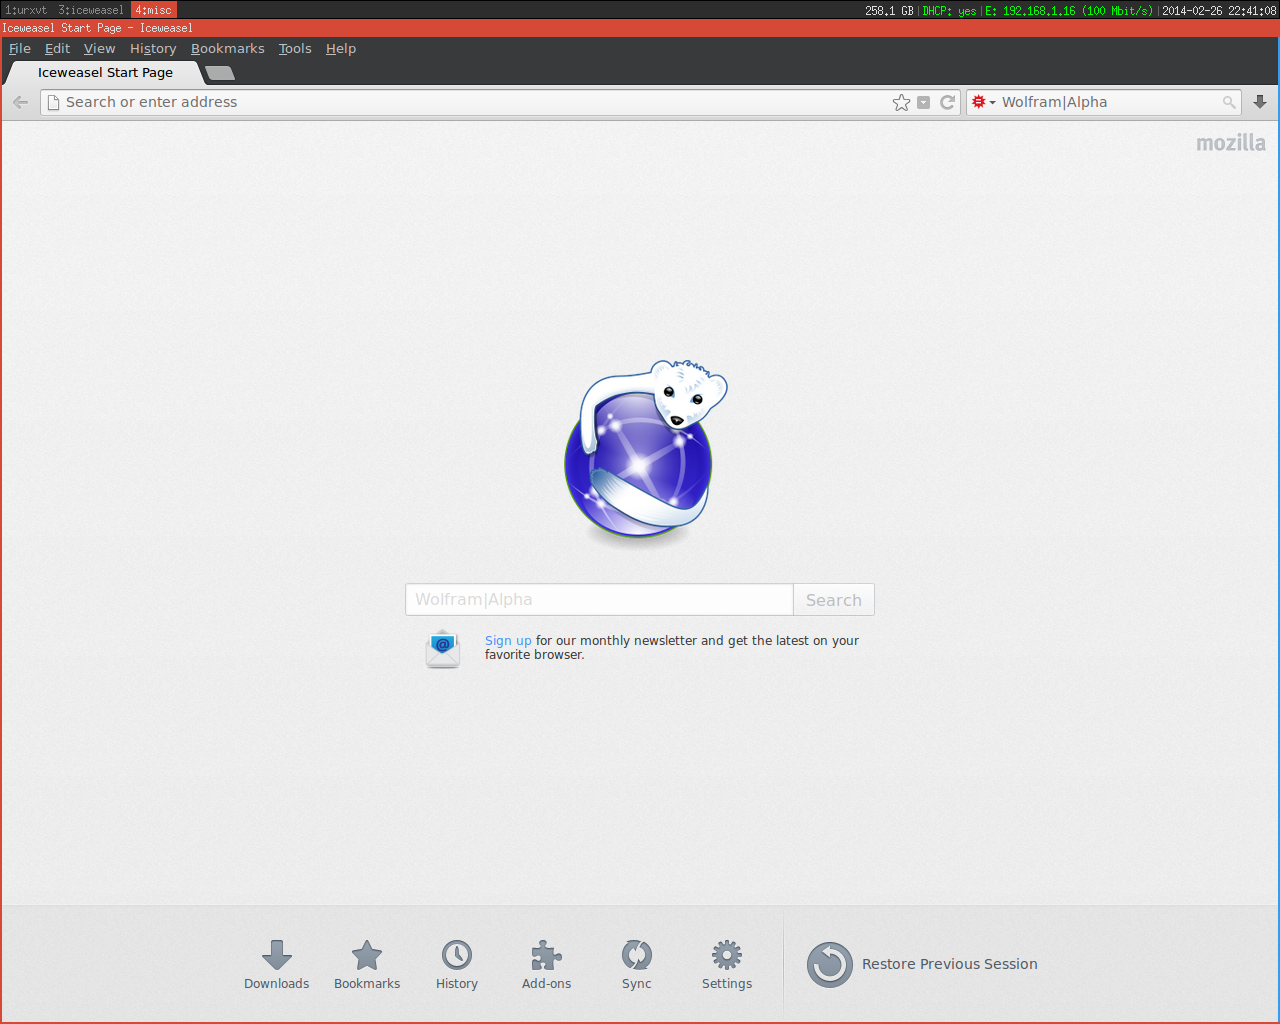 1:urxvt 3:iceweasel 4:misc 258.1 GB|DHCP: yes|E: 192.168.1.16 (100 Mbit/s)|2014-02-26 22:41:08
Iceweasel Start Page - Iceweasel
File Edit View History Bookmarks Tools Help
Iceweasel Start Page
Search or enter address Wolfram|Alpha
mozilla
Wolfram|Alpha Search
@
Sign up for our monthly newsletter and get the latest on your
favorite browser.
Downloads Bookmarks History Add-ons Sync Settings Restore Previous Session